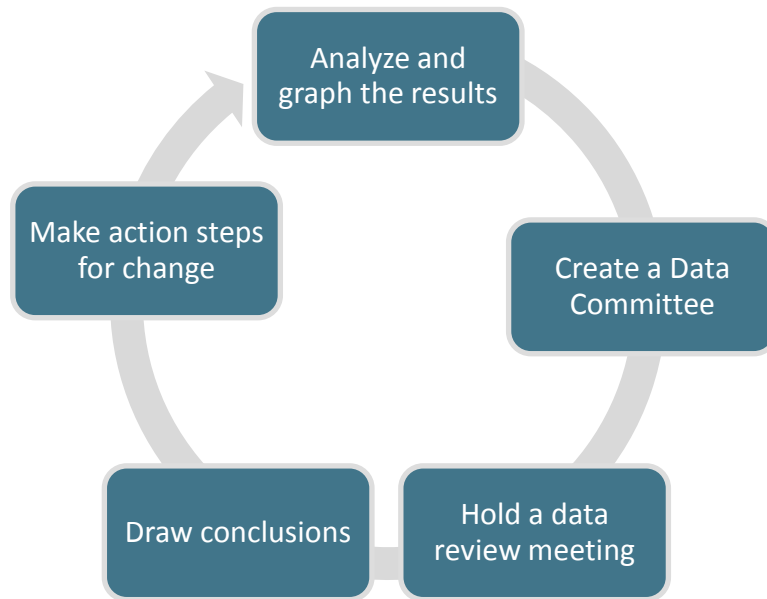 Analyze and
graph the results
Create a Data
Committee
Hold a data
review meeting
Draw conclusions
Make action steps
for change